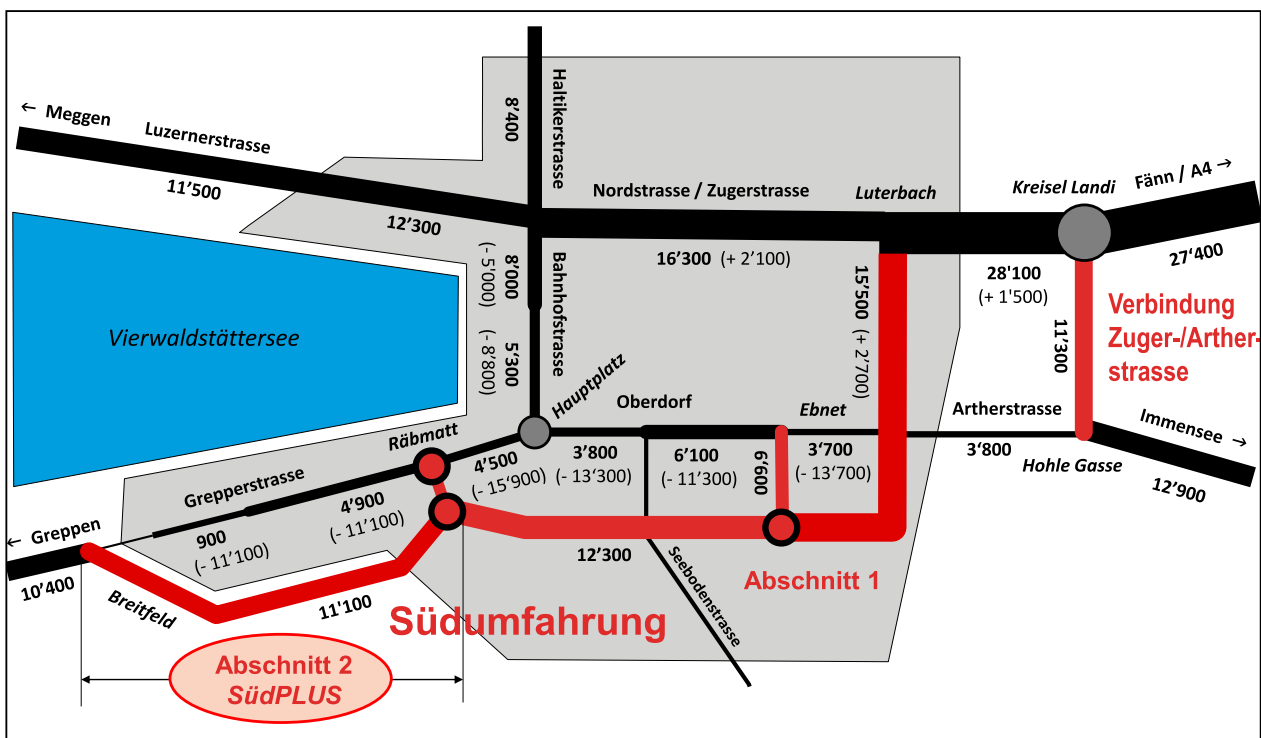 ← Meggen
Luzernerstrasse
11’500
12’300
8’400
Haltikerstrasse
Nordstrasse / Zugerstrasse
Luterbach
Kreisel Landi
Fänn / A4 →
27’400
16'300 (+ 2’100)
28'100
(+ 1'500)
8’000
(- 5’000)
Bahnhofstrasse
5’300
(- 8’800)
15’500
(+ 2’700)
11’300
Verbindung
Zuger-/Arther-
strasse
Vierwaldstättersee
Hauptplatz
Oberdorf
Ebnet
Artherstrasse
Immensee →
Räbmatt
4’500
(- 15’900)
3’800
(- 13‘300)
6’100
(- 11’300)
6’600
3‘700
(- 13’700)
3’800
Hohle Gasse
12’900
Grepperstrasse
4’900
(- 11’100)
← Greppen
900
(- 11’100)
10’400
Breitfeld
11'100
12’300
Seebodenstrasse
Abschnitt 1
Südumfahrung
Abschnitt 2
SüdPLUS